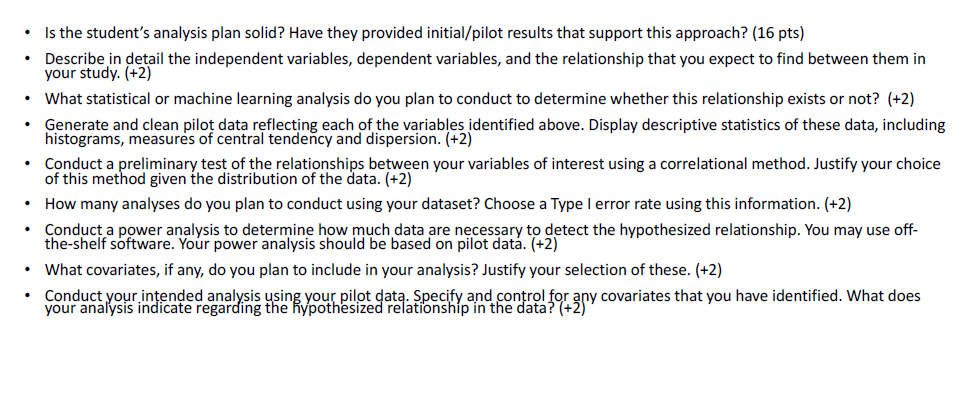 • Is the student's analysis plan solid? Have they provided initial/pilot results that support this approach? (16 pts)
• Describe in detail the independent variables, dependent variables, and the relationship that you expect to find between them in
your study. (+2)
• What statistical or machine learning analysis do you plan to conduct to determine whether this relationship exists or not?  (+2)
• Generate and clean pilot data reflecting each of the variables identified above. Display descriptive statistics of these data, including
histograms, measures of central tendency and dispersion. (+2)
• Conduct a preliminary test of the relationships between your variables of interest using a correlational method. Justify your choice
of this method given the distribution of the data. (+2)
• How many analyses do you plan to conduct using your dataset? Choose a Type I error rate using this information. (+2)
• Conduct a power analysis to determine how much data are necessary to detect the hypothesized relationship. You may use off-
the-shelf software. Your power analysis should be based on pilot data. (+2)
• What covariates, if any, do you plan to include in your analysis? Justify your selection of these. (+2)
• Conduct your intended analysis using your pilot data. Specify and control for any covariates that you have identified. What does
your analysis indicate regarding the hypothesized relationship in the data? (+2)